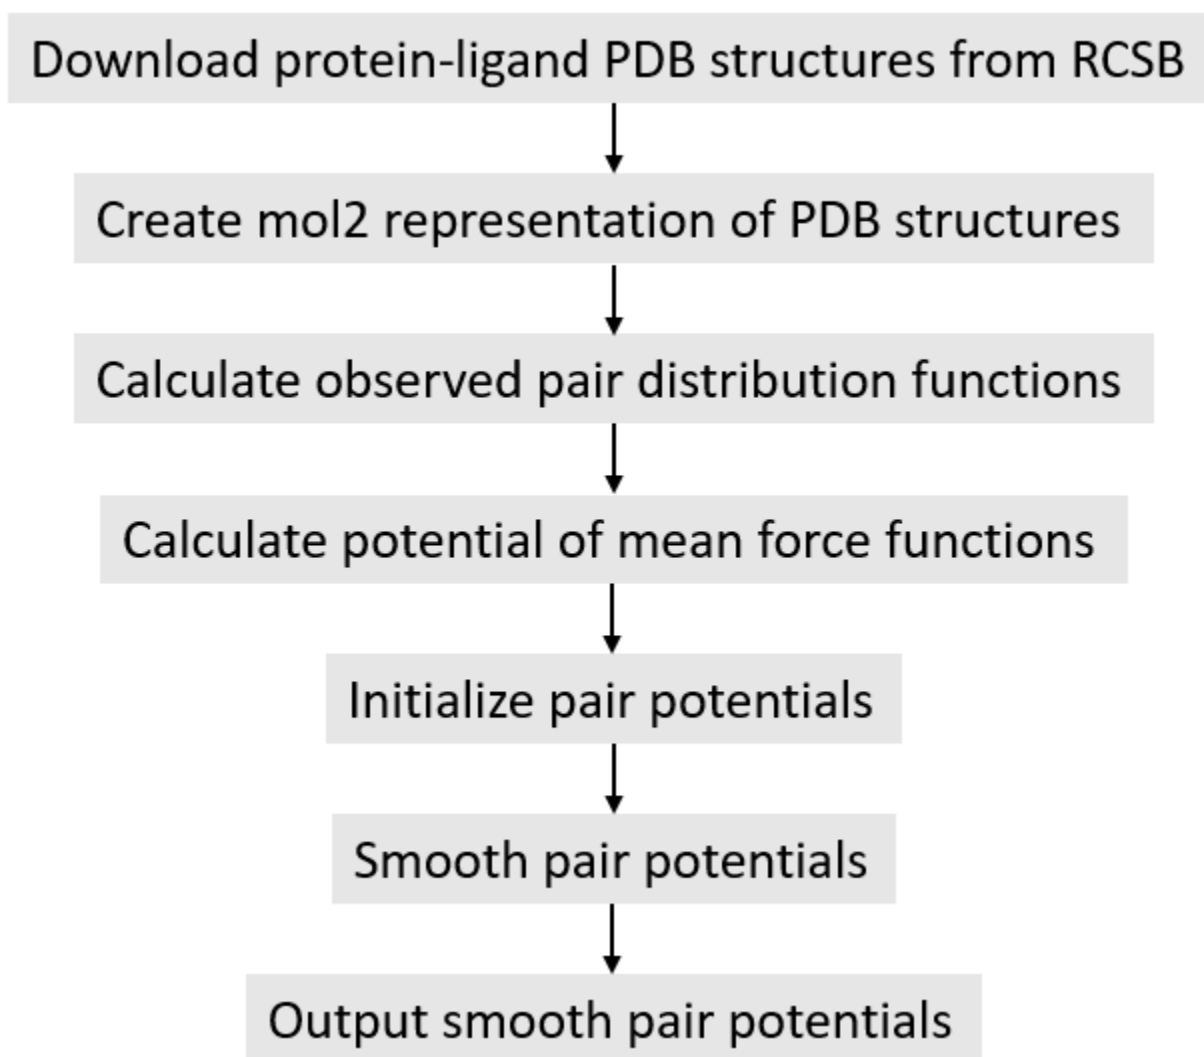 Download protein-ligand PDB structures from RCSB
Create mol2 representation of PDB structures
Calculate observed pair distribution functions
Calculate potential of mean force functions
Initialize pair potentials
Smooth pair potentials
Output smooth pair potentials